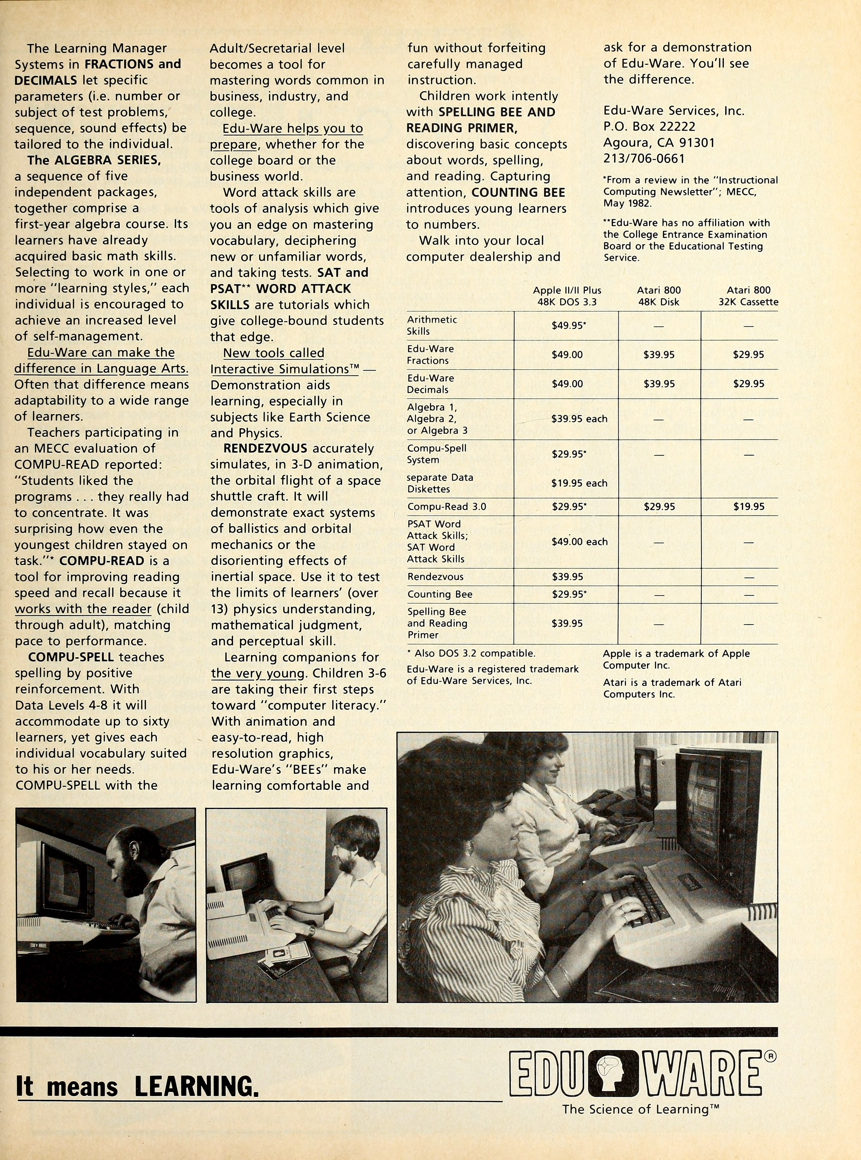 The Learning Manager
Systems in FRACTIONS and
DECIMALS let specific
parameters (i.e. number or
subject of test problems,
sequence, sound effects) be
tailored to the individual.
The ALGEBRA SERIES,
a sequence of five
independent packages,
together comprise a
first-year algebra course. Its
learners have already
acquired basic math skills.
Selecting to work in one or
more "learning styles," each
individual is encouraged to
achieve an increased level
of self-management.
Edu-Ware can make the
difference in Language Arts.
Often that difference means
adaptability to a wide range
of learners.
Teachers participating in
an MECC evaluation of
COMPU-READ reported:
"Students liked the
programs . . . they really had
to concentrate. It was
surprising how even the
youngest children stayed on
task."* COMPU-READ is a
tool for improving reading
speed and recall because it
works with the reader (child
through adult), matching
pace to performance.
COMPU-SPELL teaches
spelling by positive
reinforcement. With
Data Levels 4-8 it will
accommodate up to sixty
learners, yet gives each
individual vocabulary suited
to his or her needs.
COMPU-SPELL with the
Adult/Secretarial level
becomes a tool for
mastering words common in
business, industry, and
college.
Edu-Ware helps you to
prepare, whether for the
college board or the
business world.
Word attack skills are
tools of analysis which give
you an edge on mastering
vocabulary, deciphering
new or unfamiliar words,
and taking tests. SAT and
PSAT** WORD ATTACK
SKILLS are tutorials which
give college-bound students
that edge.
New tools called
Interactive Simulations™ —
Demonstration aids
learning, especially in
subjects like Earth Science
and Physics.
RENDEZVOUS accurately
simulates, in 3-D animation,
the orbital flight of a space
shuttle craft. It will
demonstrate exact systems
of ballistics and orbital
mechanics or the
disorienting effects of
inertial space. Use it to test
the limits of learners' (over
13) physics understanding,
mathematical judgment,
and perceptual skill.
Learning companions for
the very young. Children 3-6
are taking their first steps
toward "computer literacy."
With animation and
easy-to-read, high
resolution graphics,
Edu-Ware's "BEEs" make
learning comfortable and
fun without forfeiting
carefully managed
instruction.
Children work intently
with SPELLING BEE AND
READING PRIMER,
discovering basic concepts
about words, spelling,
and reading. Capturing
attention, COUNTING BEE
introduces young learners
to numbers.
Walk into your local
computer dealership and
ask for a demonstration
of Edu-Ware. You'll see
the difference.
Edu-Ware Services, Inc.
P.O. Box 22222
Agoura, CA 91301
213/706-0661
*From a review in the "Instructional
Computing Newsletter"; MECC,
May 1982.
**Edu-Ware has no affiliation with
the College Entrance Examination
Board or the Educational Testing
Service.
Apple II/II Plus Atari 800 Atari 800
48K DOS 3.3 48K Disk 32K Cassette
Arithmetic
Skills $49.95* — —
Edu-Ware
Fractions $49.00 $39.95 $29.95
Edu-Ware
Decimals $49.00 $39.95 $29.95
Algebra 1,
Algebra 2, $39.95 each — —
or Algebra 3
Compu-Spell
System $29.95* — —
separate Data
Diskettes $19.95 each
Compu-Read 3.0 $29.95* $29.95 $19.95
PSAT Word
Attack Skills;
SAT Word $49.00 each — —
Attack Skills
Rendezvous $39.95 —
Counting Bee $29.95* — —
Spelling Bee
and Reading $39.95 — —
Primer
* Also DOS 3.2 compatible.
Edu-Ware is a registered trademark
of Edu-Ware Services, Inc.
Apple is a trademark of Apple
Computer Inc.
Atari is a trademark of Atari
Computers Inc.
It means LEARNING.
EDU WARE®
The Science of Learning™